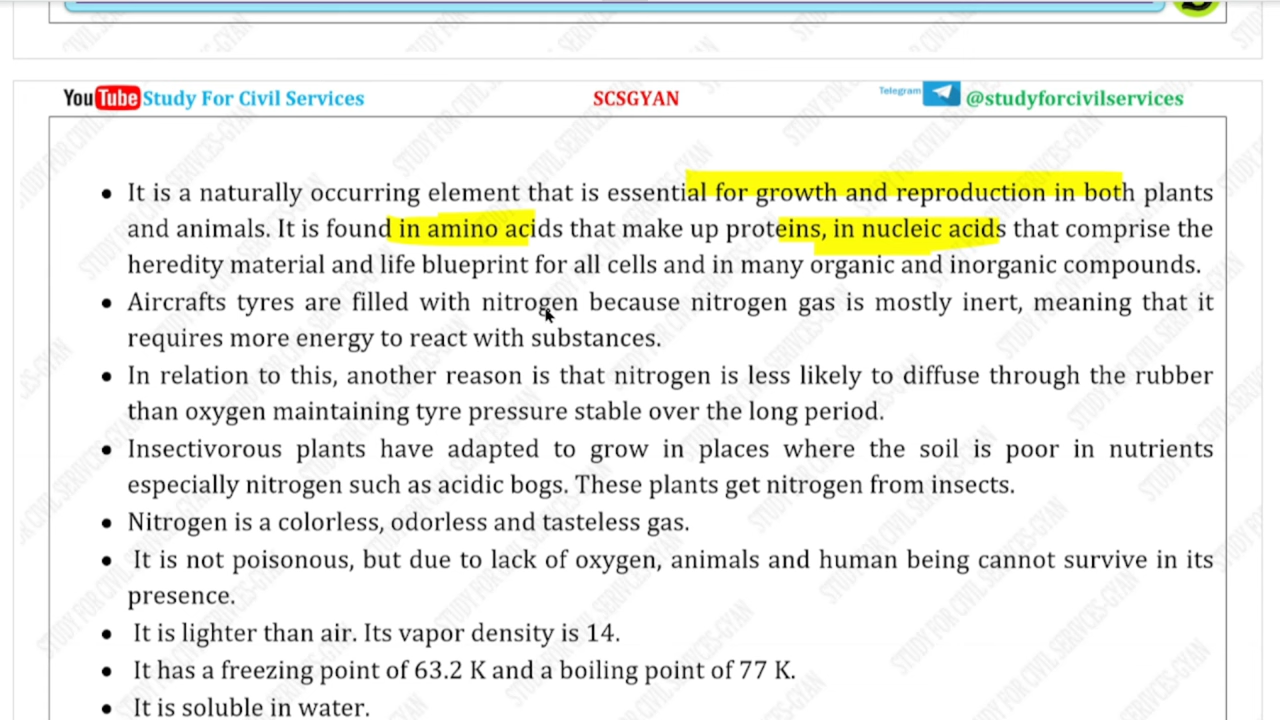 YouTube Study For Civil Services SCSGYAN Telegram @studyforcivilservices
• It is a naturally occurring element that is essential for growth and reproduction in both plants
and animals. It is found in amino acids that make up proteins, in nucleic acids that comprise the
heredity material and life blueprint for all cells and in many organic and inorganic compounds.
• Aircrafts tyres are filled with nitrogen because nitrogen gas is mostly inert, meaning that it
requires more energy to react with substances.
• In relation to this, another reason is that nitrogen is less likely to diffuse through the rubber
than oxygen maintaining tyre pressure stable over the long period.
• Insectivorous plants have adapted to grow in places where the soil is poor in nutrients
especially nitrogen such as acidic bogs. These plants get nitrogen from insects.
• Nitrogen is a colorless, odorless and tasteless gas.
• It is not poisonous, but due to lack of oxygen, animals and human being cannot survive in its
presence.
• It is lighter than air. Its vapor density is 14.
• It has a freezing point of 63.2 K and a boiling point of 77 K.
• It is soluble in water.